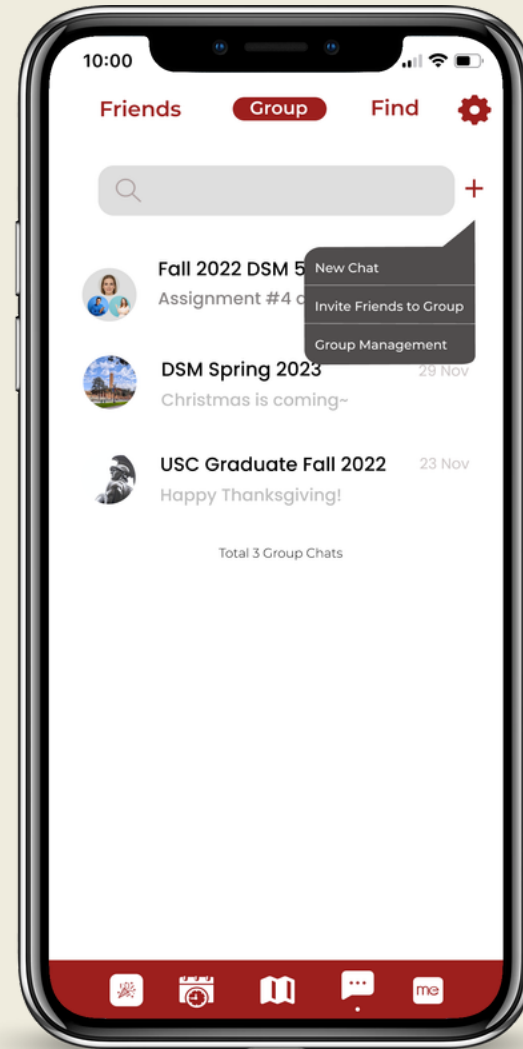 10:00
Friends Group Find
Fall 2022 DSM 5
New Chat
Assignment #4
Invite Friends to Group
Group Management
DSM Spring 2023 29 Nov
Christmas is coming~
USC Graduate Fall 2022 23 Nov
Happy Thanksgiving!
Total 3 Group Chats
me